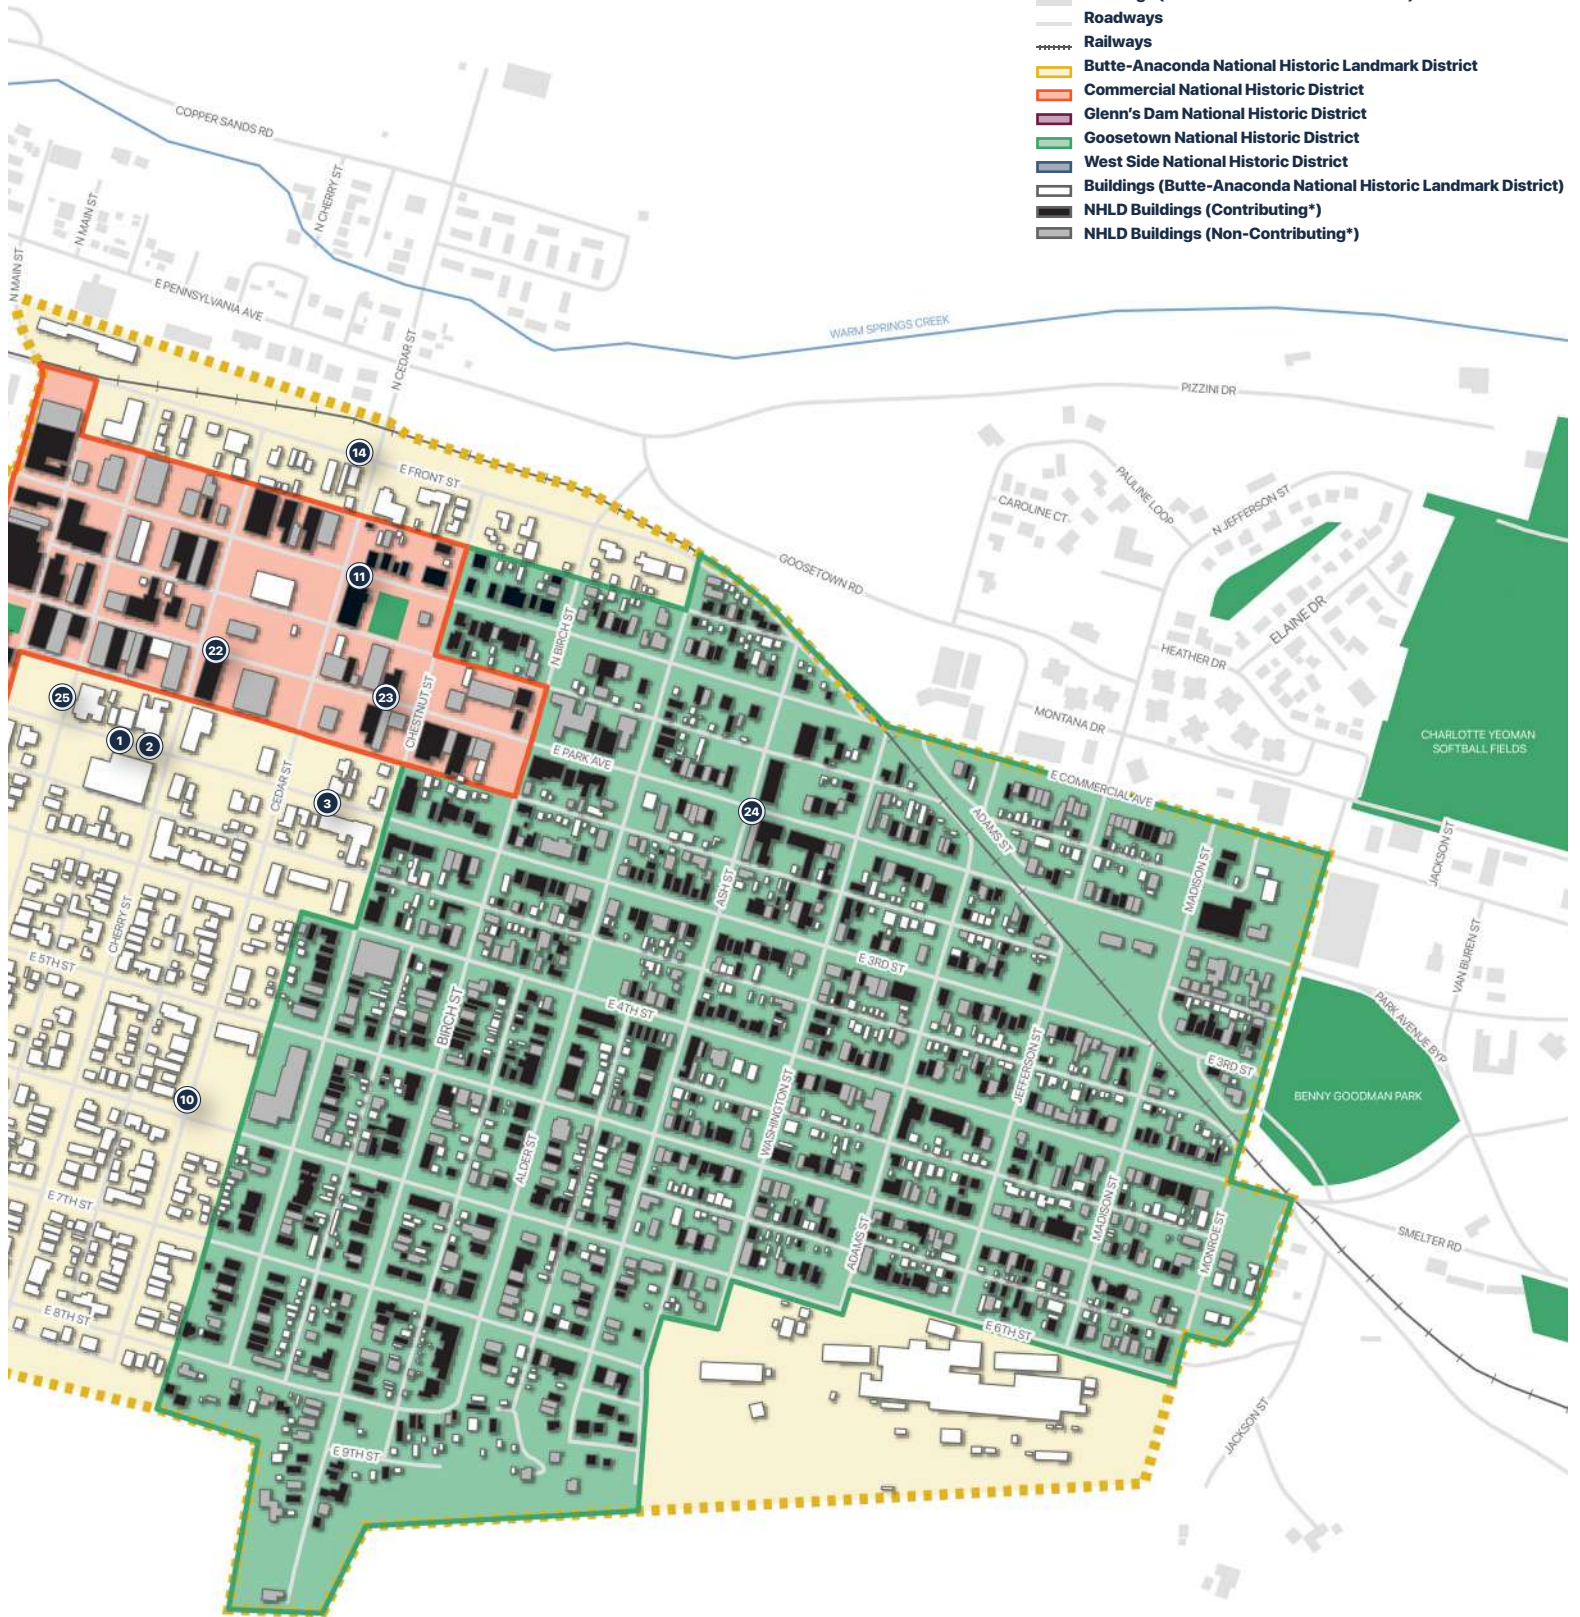 Roadways
Railways
Butte-Anaconda National Historic Landmark District
Commercial National Historic District
Glenn's Dam National Historic District
Goosetown National Historic District
West Side National Historic District
Buildings (Butte-Anaconda National Historic Landmark District)
NHLD Buildings (Contributing*)
NHLD Buildings (Non-Contributing*)
COPPER SANDS RD
N CHERRY ST
N MAIN ST
N MAIN ST
E PENNSYLVANIA AVE
N CEDAR ST
WARM SPRINGS CREEK
PIZZINI DR
14
E FRONT ST
PAULINE LOOP
CAROLINE CT
N JEFFERSON ST
GOOSETOWN RD
11
N BIRCH ST
ELAINE DR
HEATHER DR
22
25
23
CHESTNUT ST
MONTANA DR
1
2
CHARLOTTE YEOMAN
SOFTBALL FIELDS
E PARK AVE
CEDAR ST
E COMMERCIAL AVE
3
24
ADAMS ST
JACKSON ST
MADISON ST
ASH ST
CHERRY ST
E 5TH ST
E 3RD ST
VAN BUREN ST
BIRCH ST
E 4TH ST
PARK AVENUE BYP
JEFFERSON ST
E 3RD ST
10
WASHINGTON ST
BENNY GOODMAN PARK
ALDER ST
E 7TH ST
MADISON ST
ADAMS ST
MONROE ST
SMELTER RD
E 8TH ST
E 6TH ST
JACKSON ST
E 9TH ST